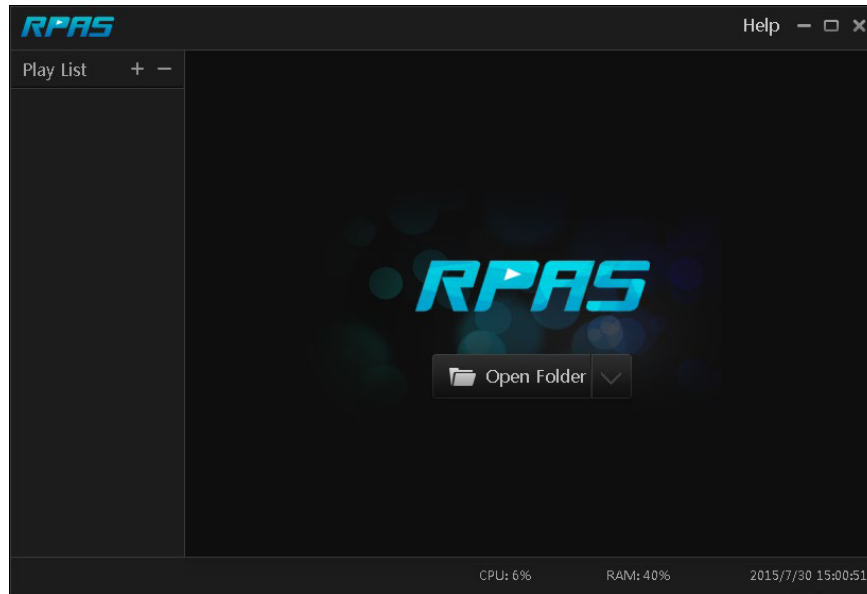 RPAS
Help
Play List
RPAS
Open Folder
CPU: 6% RAM: 40% 2015/7/30 15:00:51